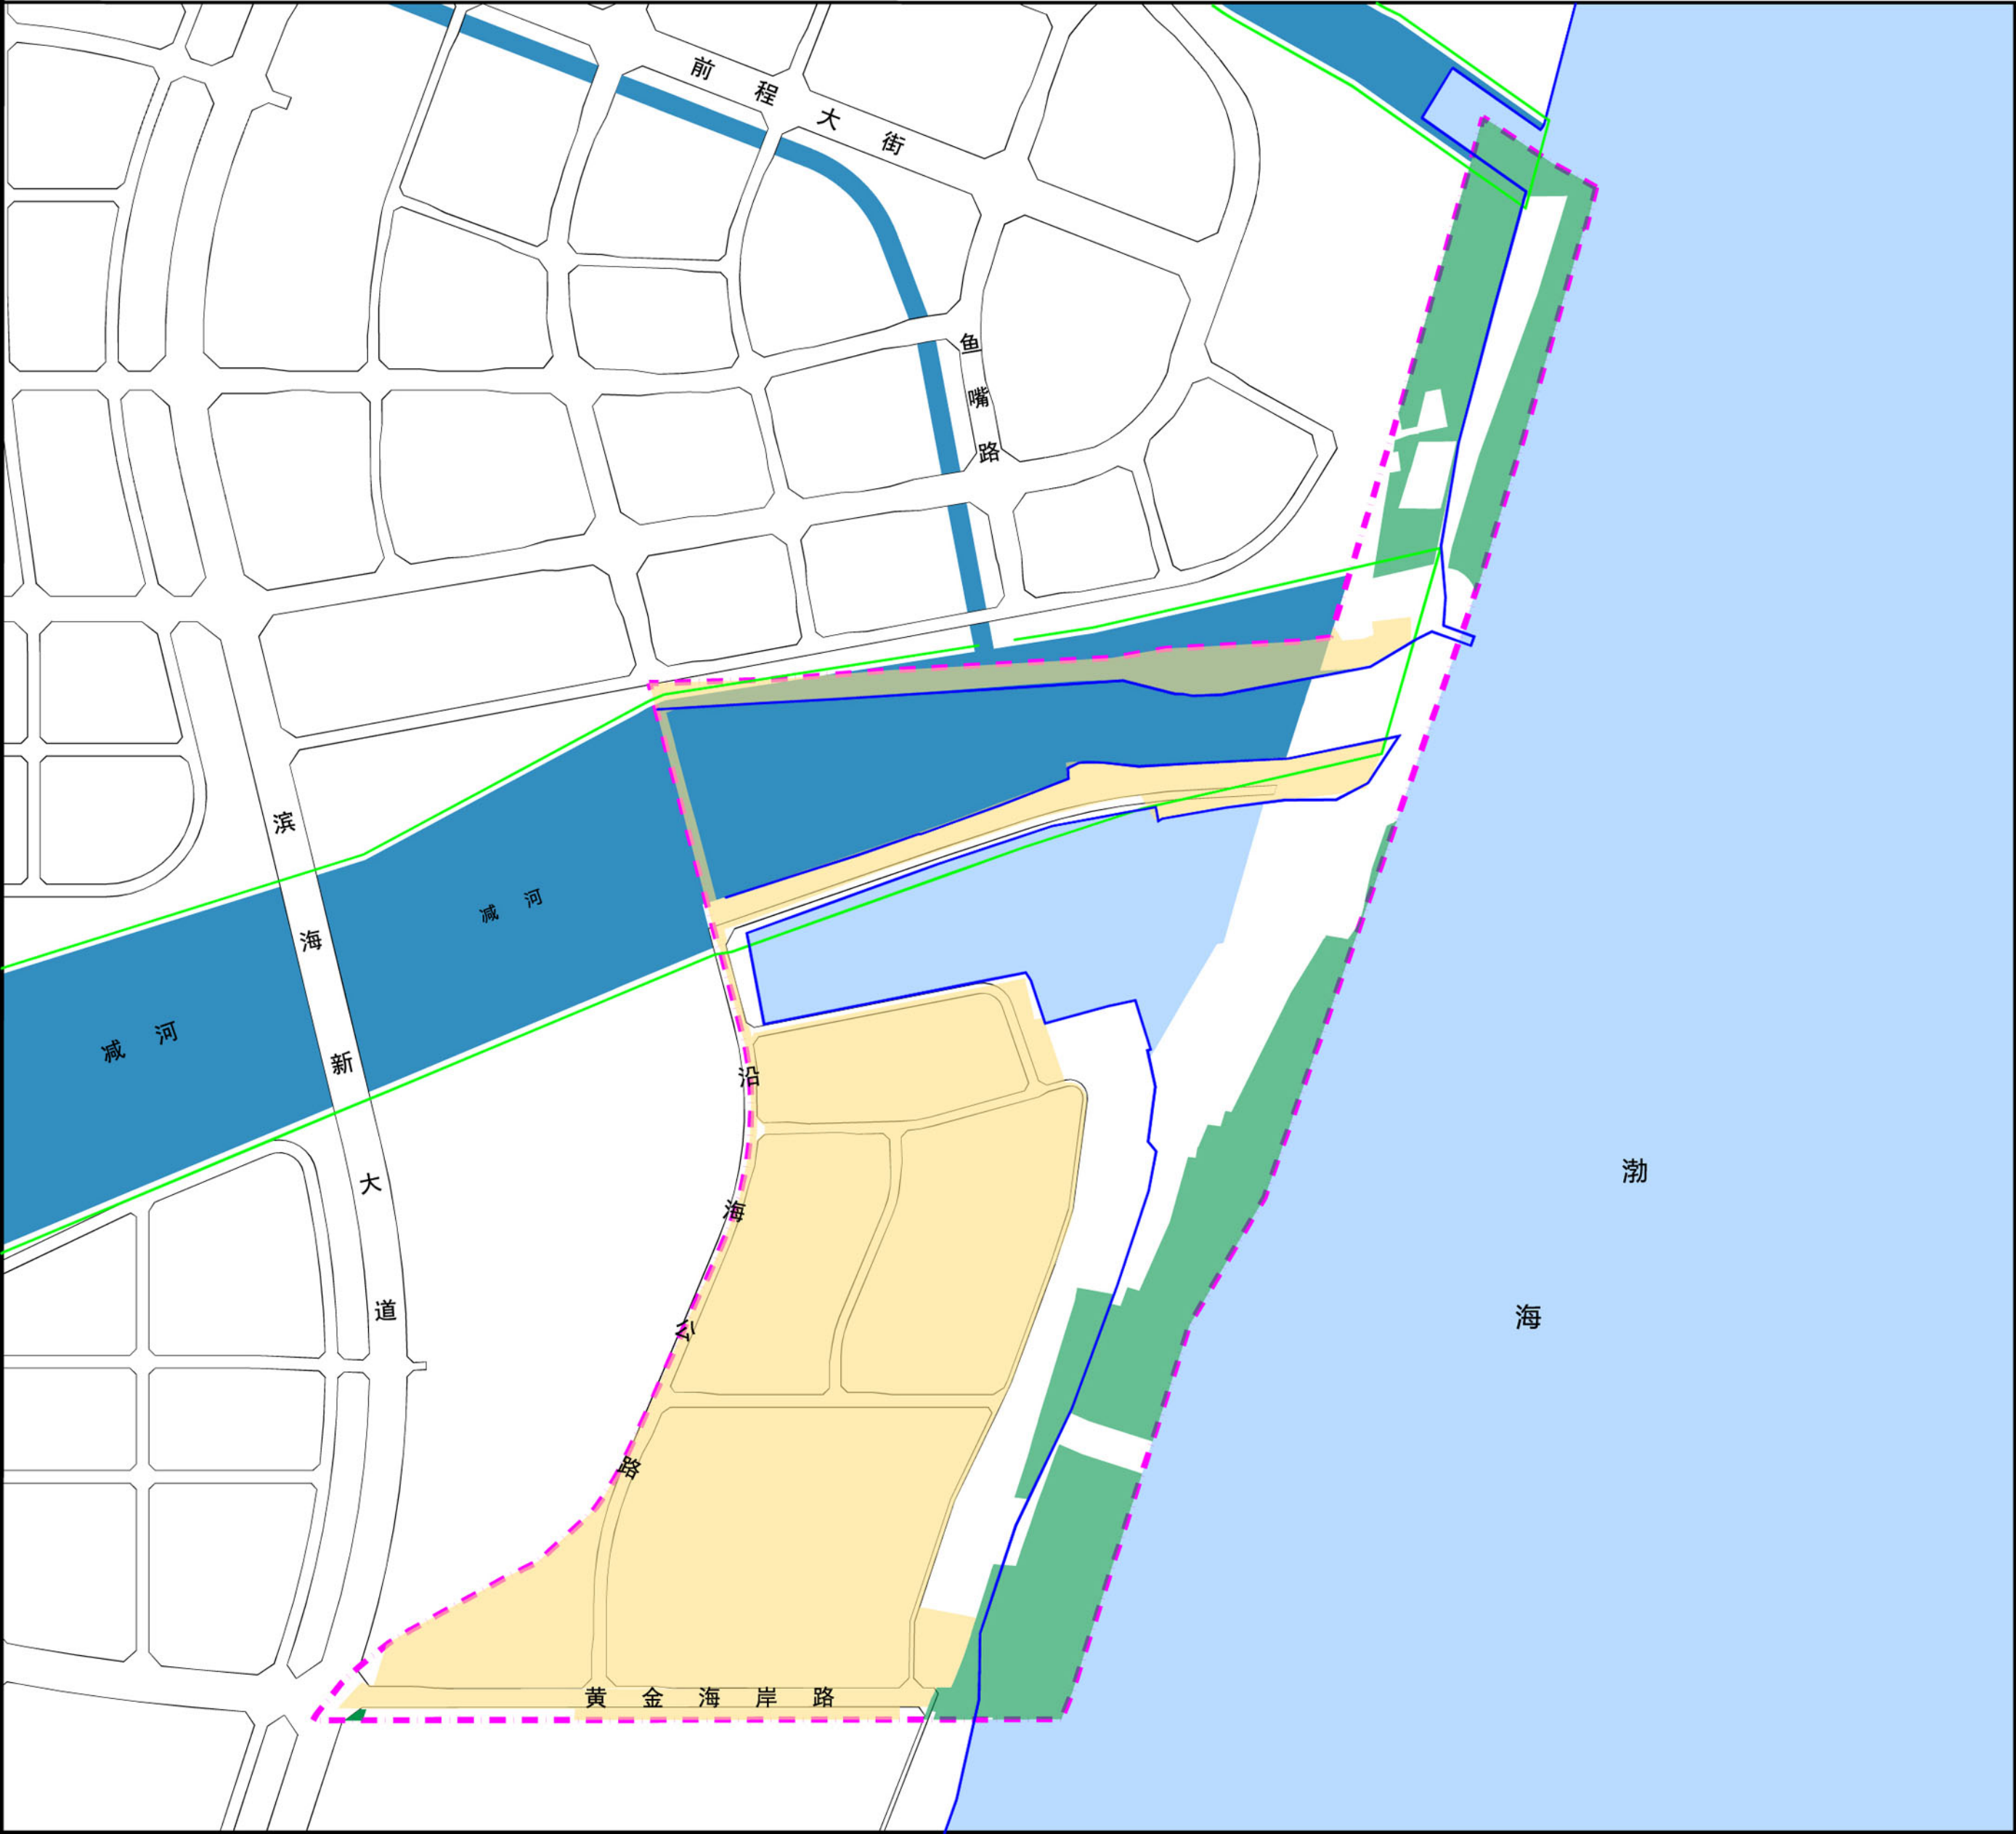 前程大街
鱼嘴路
滨海新大道
减河
减河
沿海公路
渤海
黄金海岸路